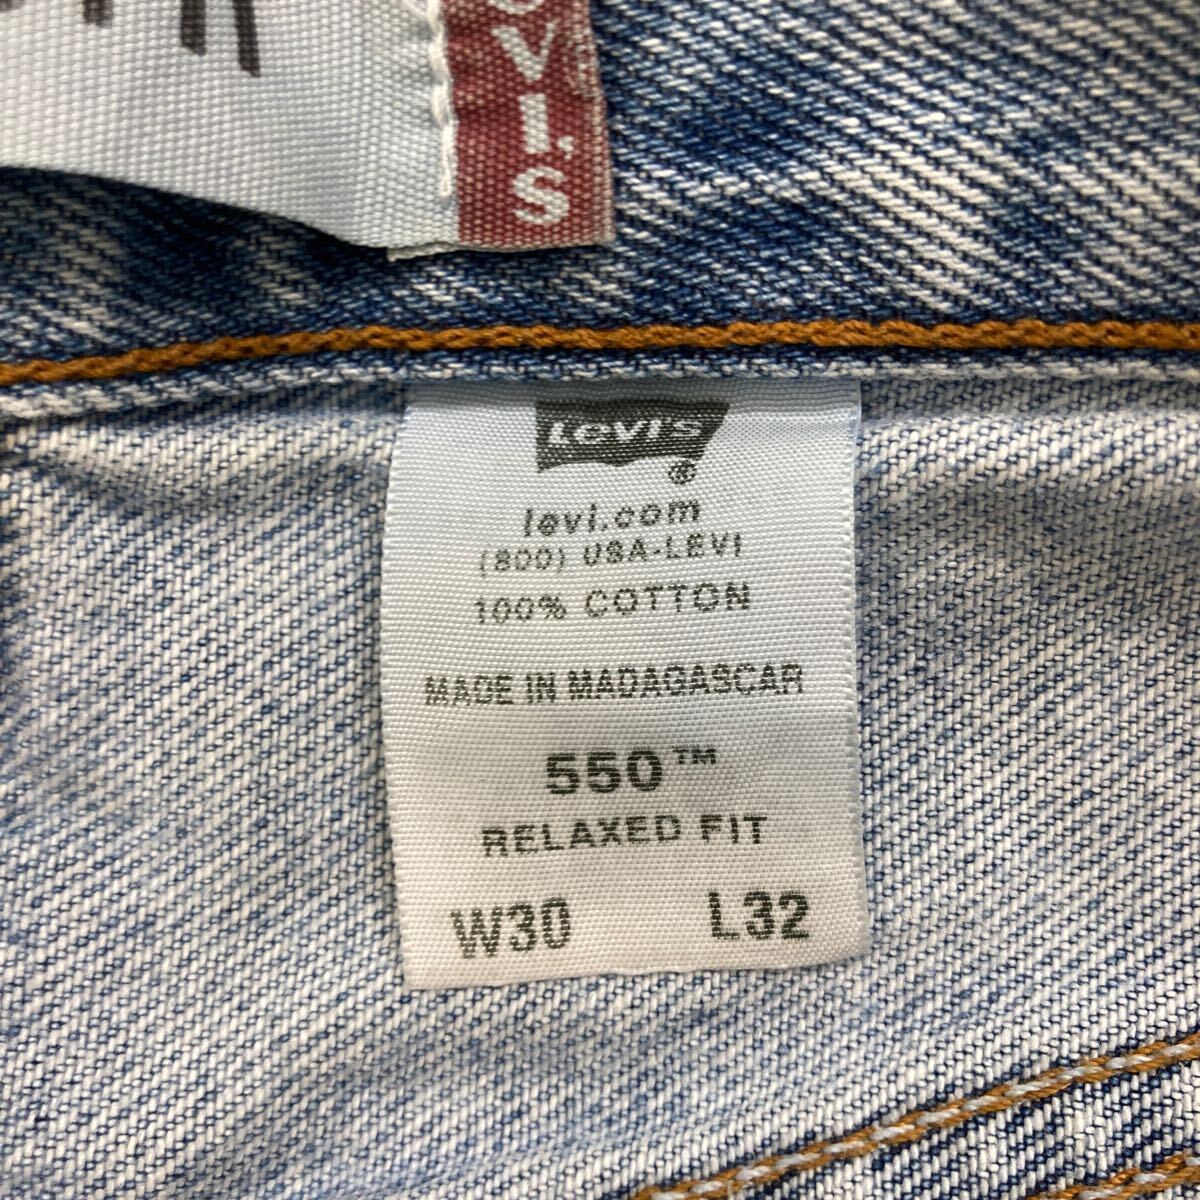 LEVI'S
Levi's
®
levi.com
(800) USA-LEVI
100% COTTON
MADE IN MADAGASCAR
550™
RELAXED FIT
W30 L32